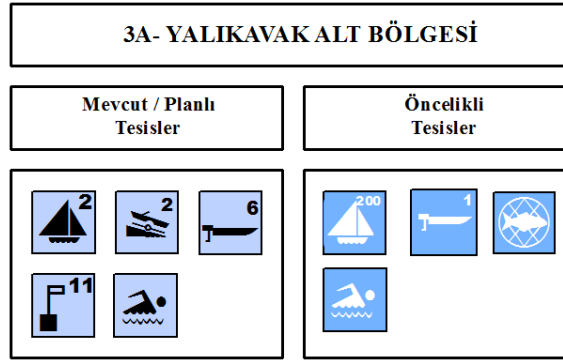 3A- YALIKAVAK ALT BÖLGESİ
Mevcut / Planlı
Tesisler
Öncelikli
Tesisler
2 2 6
200 1
11